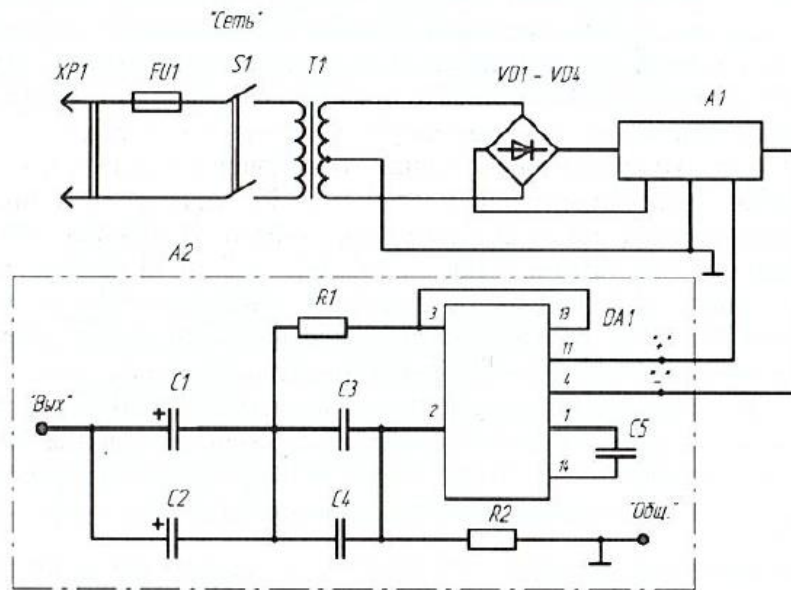 "Сеть"
XP1 FU1 S1 T1 VD1 - VD4 A1
A2
R1 3 13 DA1
11 "+"
4 "-"
C1 C3
"Вых" + 2 1 C5
14
C2 C4 R2 "Общ."
+